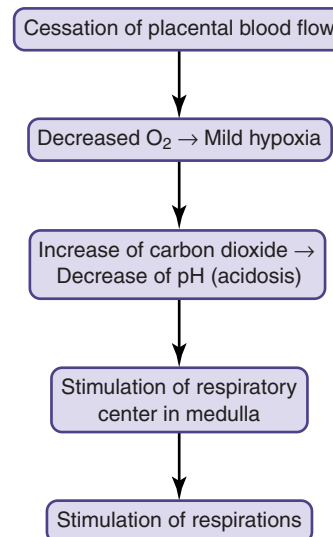 Cessation of placental blood flow
Decreased O₂ → Mild hypoxia
Increase of carbon dioxide →
Decrease of pH (acidosis)
Stimulation of respiratory
center in medulla
Stimulation of respirations